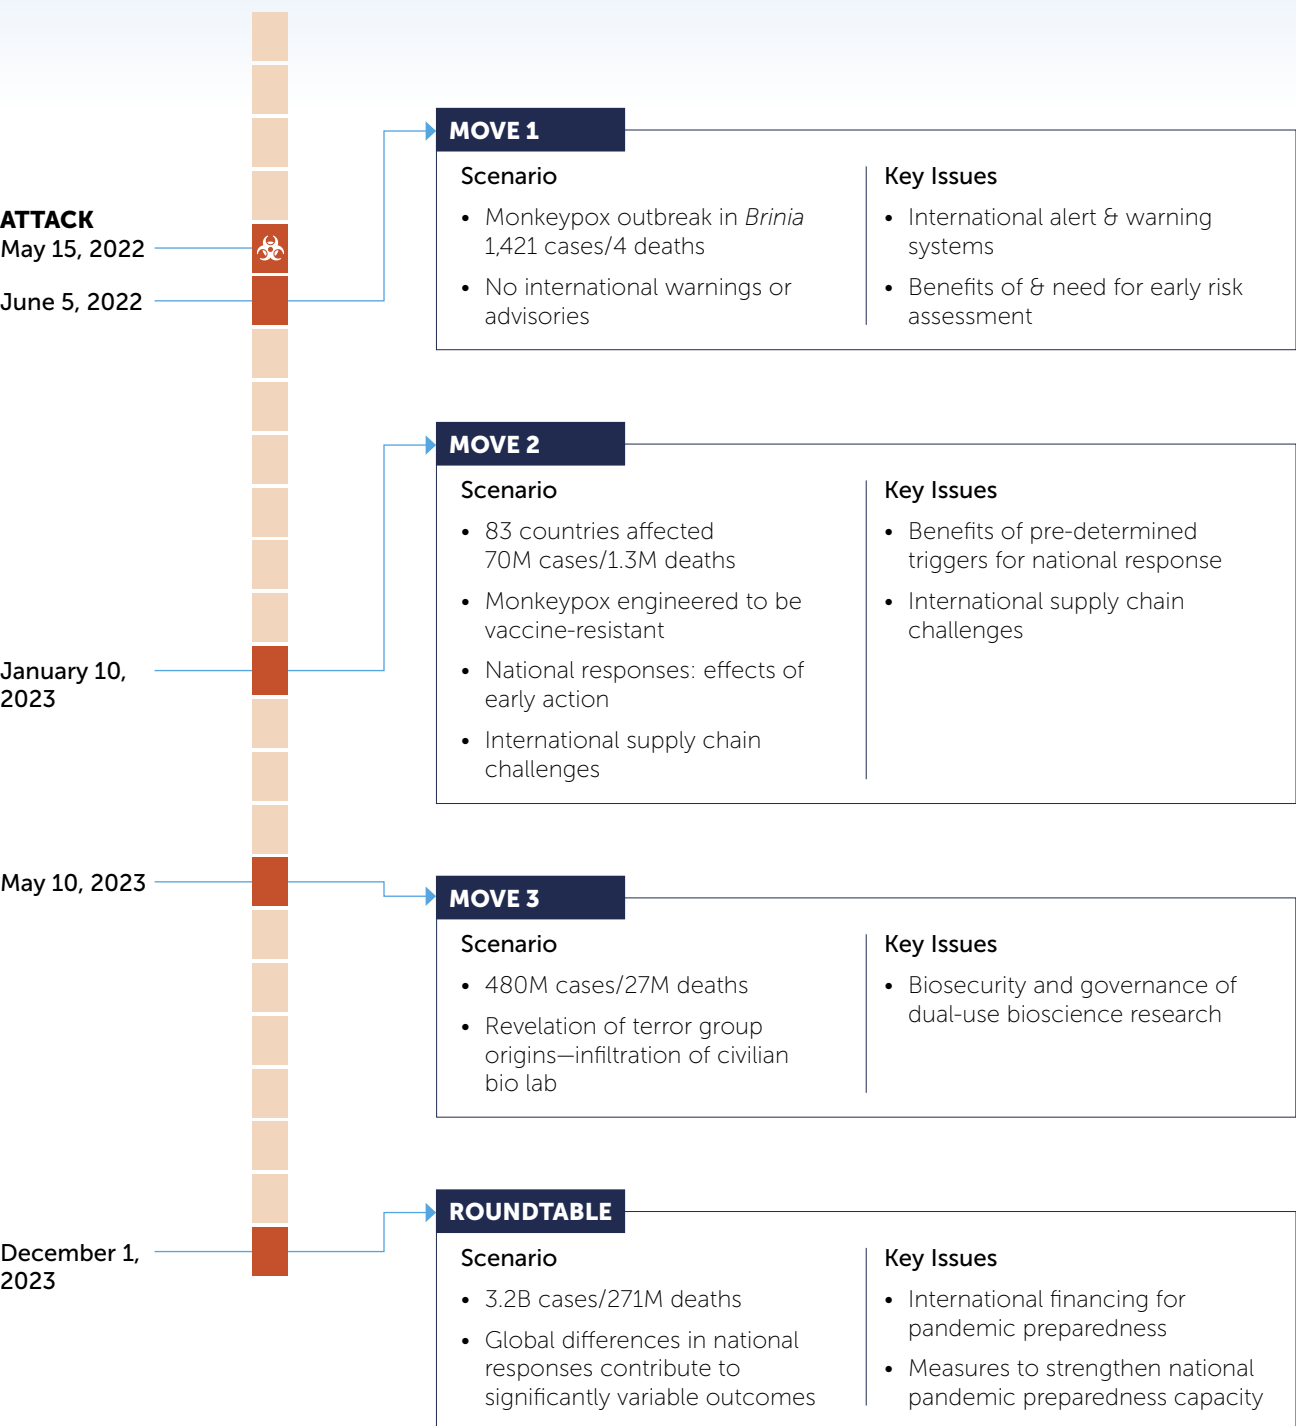 ATTACK
May 15, 2022
June 5, 2022
MOVE 1
Scenario
• Monkeypox outbreak in Brinia
1,421 cases/4 deaths
• No international warnings or
advisories
Key Issues
• International alert & warning
systems
• Benefits of & need for early risk
assessment
January 10,
2023
MOVE 2
Scenario
• 83 countries affected
70M cases/1.3M deaths
• Monkeypox engineered to be
vaccine-resistant
• National responses: effects of
early action
• International supply chain
challenges
Key Issues
• Benefits of pre-determined
triggers for national response
• International supply chain
challenges
May 10, 2023
MOVE 3
Scenario
• 480M cases/27M deaths
• Revelation of terror group
origins—infiltration of civilian
bio lab
Key Issues
• Biosecurity and governance of
dual-use bioscience research
December 1,
2023
ROUNDTABLE
Scenario
• 3.2B cases/271M deaths
• Global differences in national
responses contribute to
significantly variable outcomes
Key Issues
• International financing for
pandemic preparedness
• Measures to strengthen national
pandemic preparedness capacity